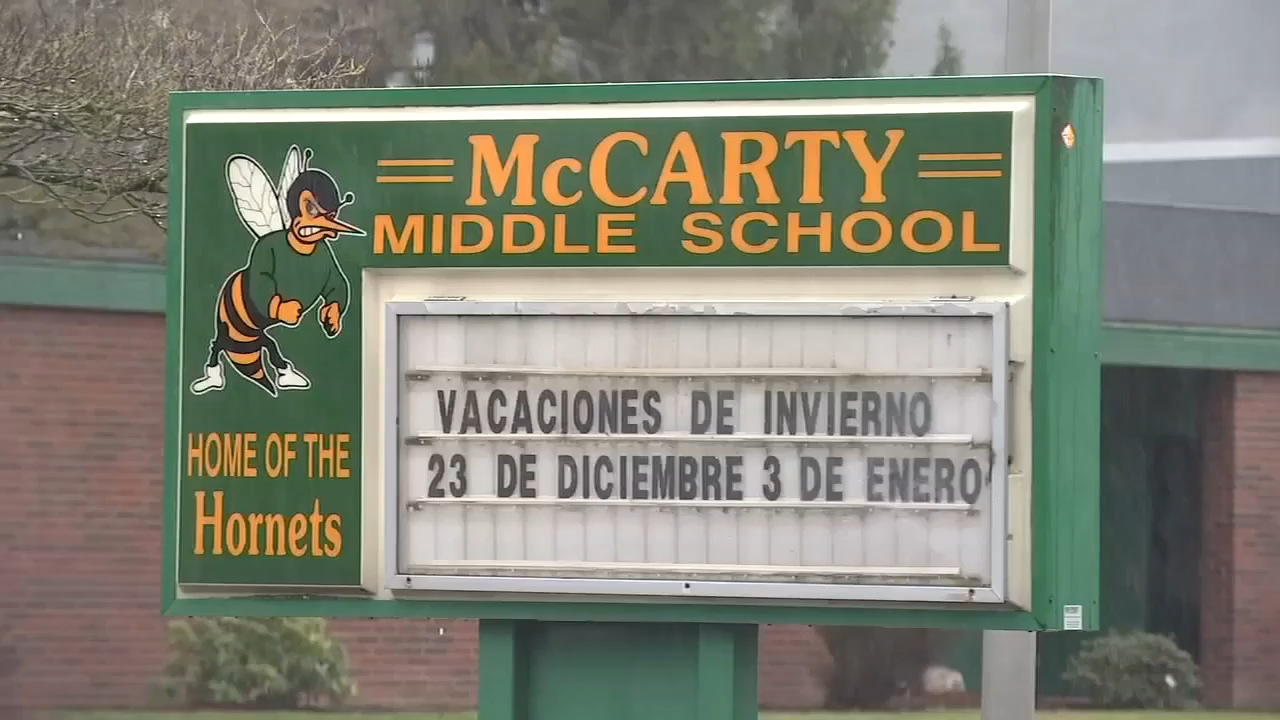 McCARTY
MIDDLE SCHOOL
HOME OF THE
Hornets
VACACIONES DE INVIERNO
23 DE DICIEMBRE 3 DE ENERO